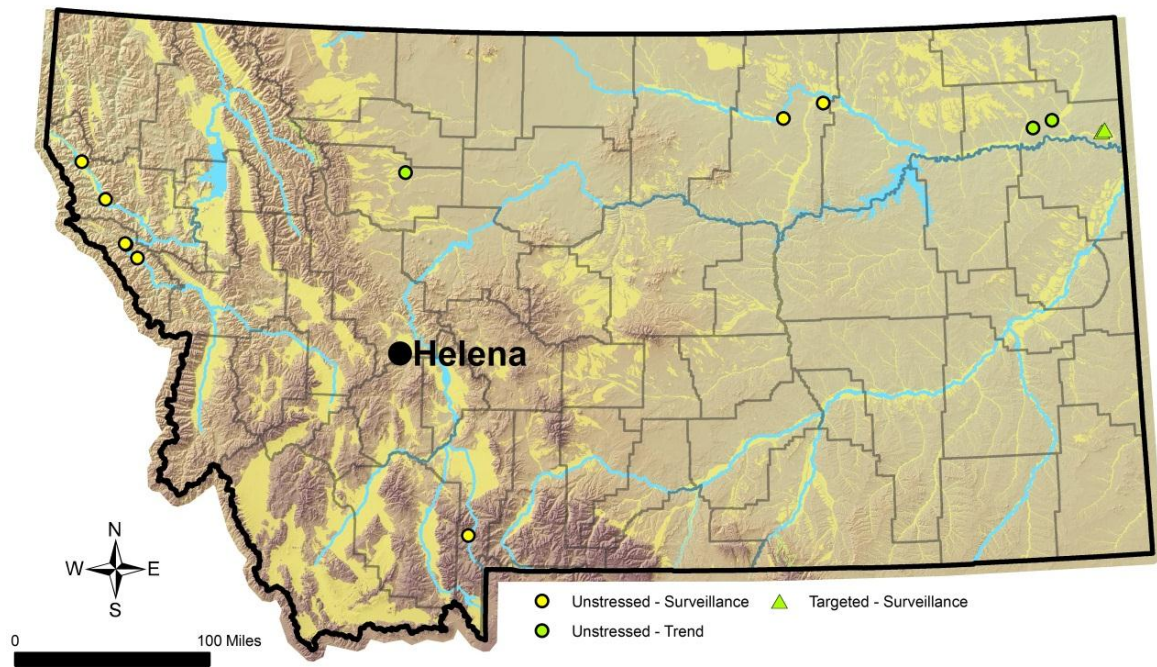 Helena
N
W E
S
0 100 Miles
Unstressed - Surveillance Targeted - Surveillance
Unstressed - Trend